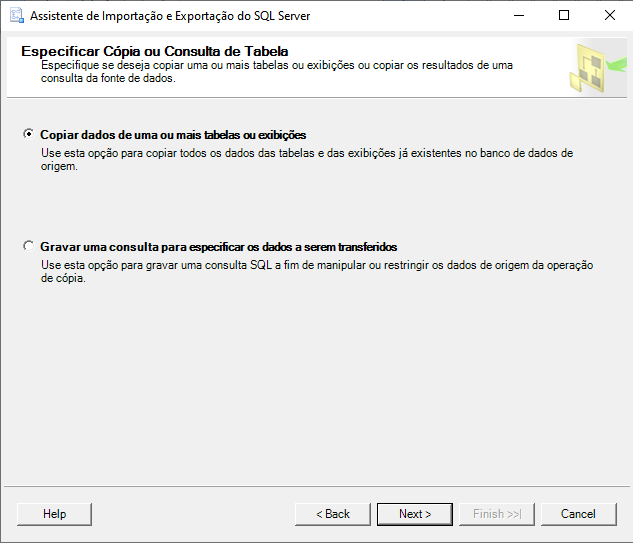 Assistente de Importação e Exportação do SQL Server
Especificar Cópia ou Consulta de Tabela
Especifique se deseja copiar uma ou mais tabelas ou exibições ou copiar os resultados de uma
consulta da fonte de dados.
Copiar dados de uma ou mais tabelas ou exibições
Use esta opção para copiar todos os dados das tabelas e das exibições já existentes no banco de dados de
origem.
Gravar uma consulta para especificar os dados a serem transferidos
Use esta opção para gravar uma consulta SQL a fim de manipular ou restringir os dados de origem da operação
de cópia.
Help
< Back
Next >
Finish >>|
Cancel